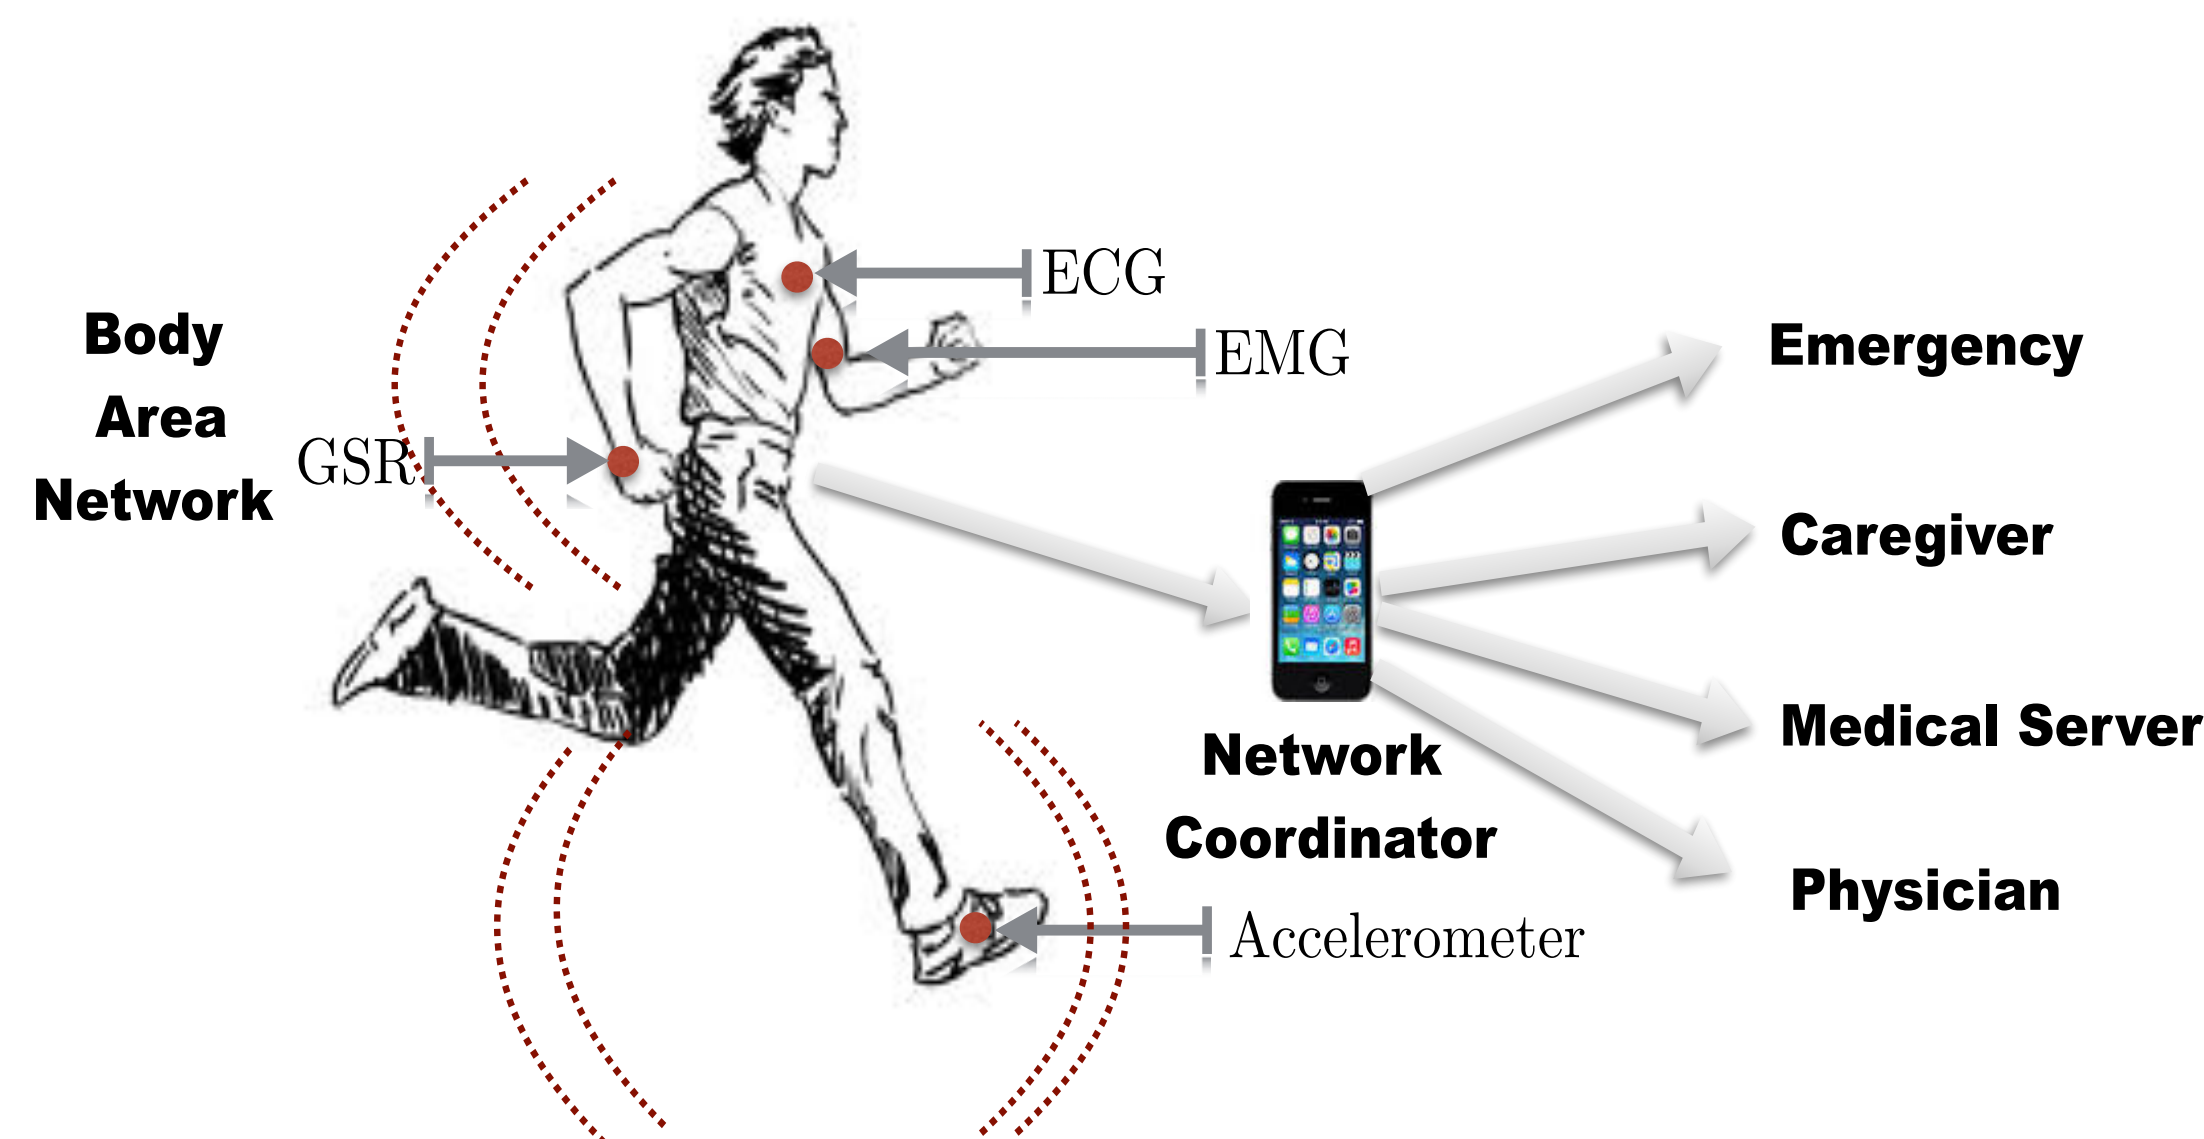 Body
Area
Network
GSR
ECG
EMG
Network
Coordinator
Accelerometer
Emergency
Caregiver
Medical Server
Physician